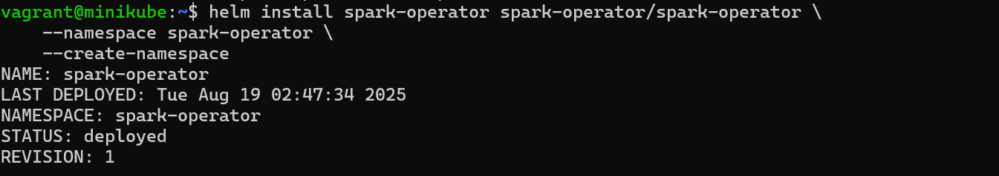 vagrant@minikube:~$ helm install spark-operator spark-operator/spark-operator \
    --namespace spark-operator \
    --create-namespace
NAME: spark-operator
LAST DEPLOYED: Tue Aug 19 02:47:34 2025
NAMESPACE: spark-operator
STATUS: deployed
REVISION: 1